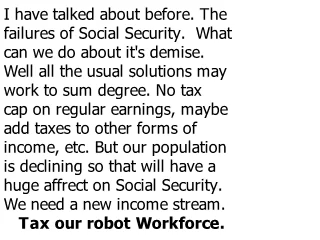 I have talked about before. The
failures of Social Security.  What
can we do about it's demise.
Well all the usual solutions may
work to sum degree. No tax
cap on regular earnings, maybe
add taxes to other forms of
income, etc. But our population
is declining so that will have a
huge affrect on Social Security.
We need a new income stream.
Tax our robot Workforce.